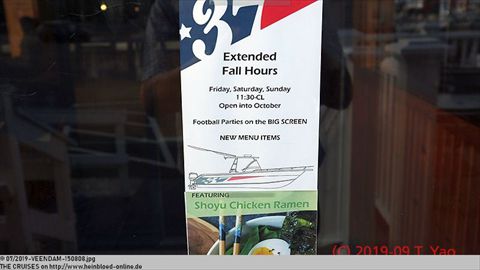 37
Extended
Fall Hours
Friday, Saturday, Sunday
11:30-CL
Open into October
Football Parties on the BIG SCREEN
NEW MENU ITEMS
37
FEATURING
Shoyu Chicken Ramen
(C) 2019-09 T. Yao
@ 07/2019-VEENDAM-150808.jpg
THE CRUISES on http://www.heinbloed-online.de